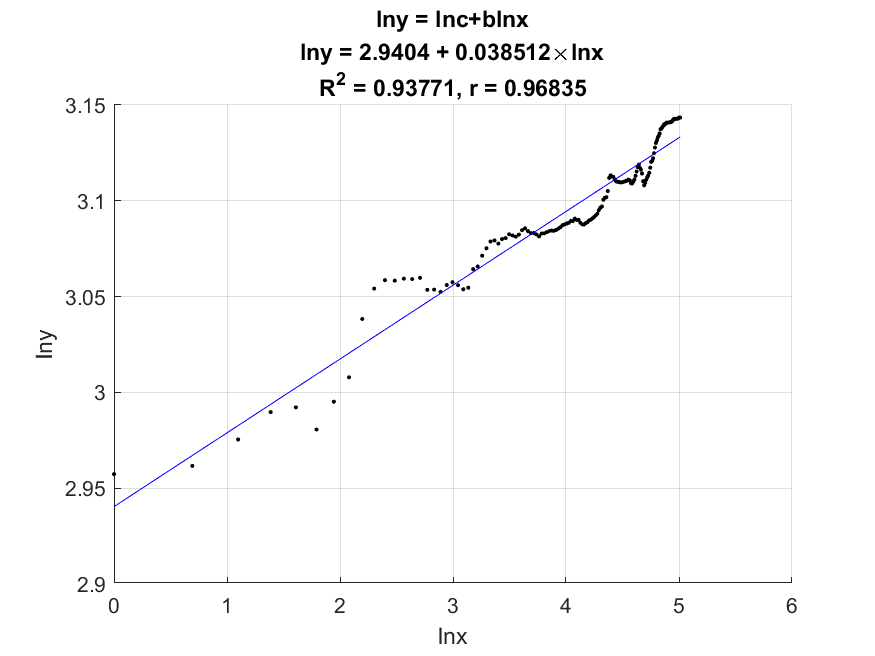 lny = lnc+blnx
lny = 2.9404 + 0.038512×lnx
R² = 0.93771, r = 0.96835
3.15
3.1
3.05
3
2.95
2.9
lny
0 1 2 3 4 5 6
lnx